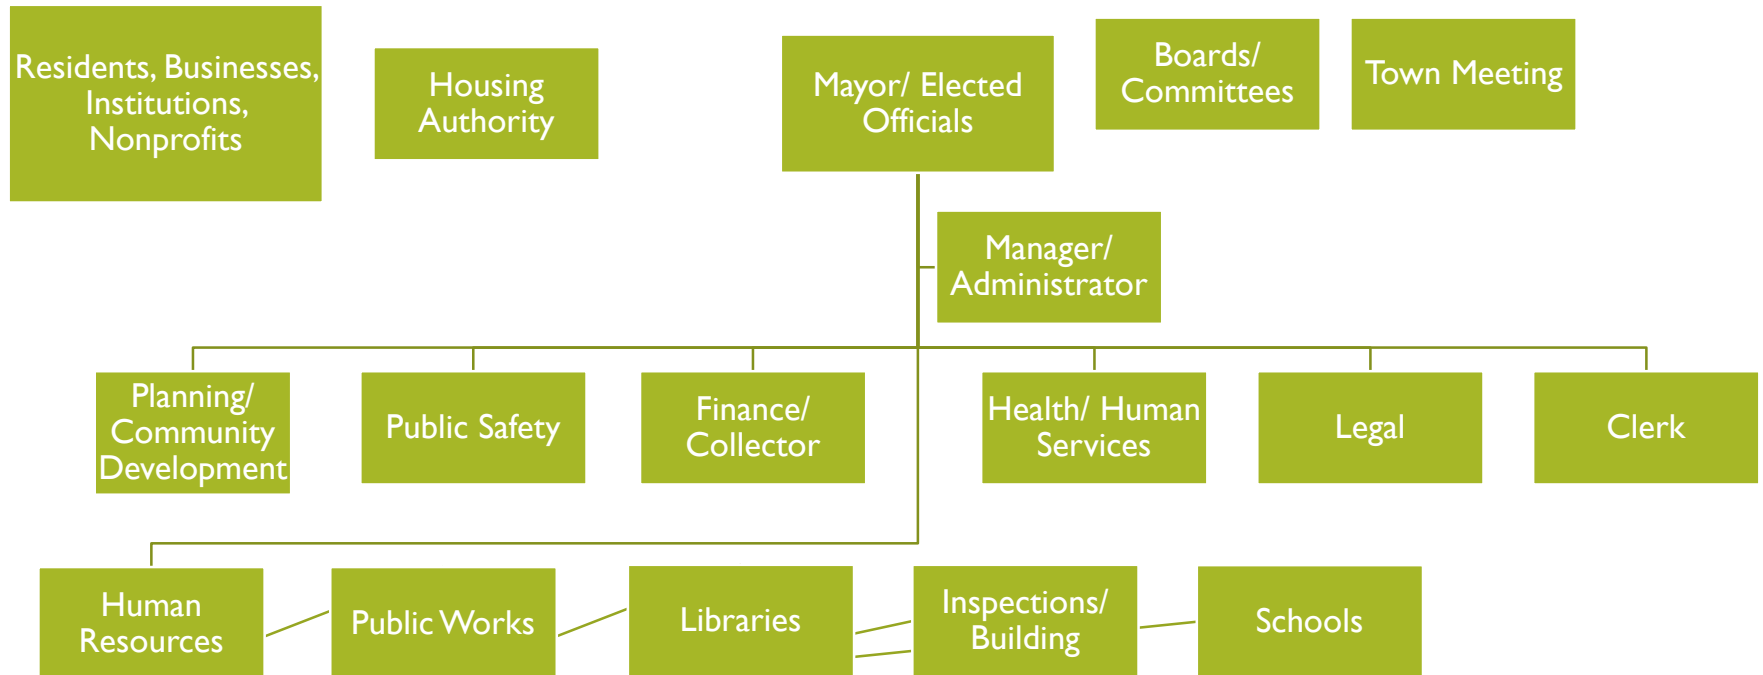 Residents, Businesses,
Institutions,
Nonprofits
Housing
Authority
Mayor/ Elected
Officials
Boards/
Committees
Town Meeting
Manager/
Administrator
Planning/
Community
Development
Public Safety
Finance/
Collector
Health/ Human
Services
Legal
Clerk
Human
Resources
Public Works
Libraries
Inspections/
Building
Schools